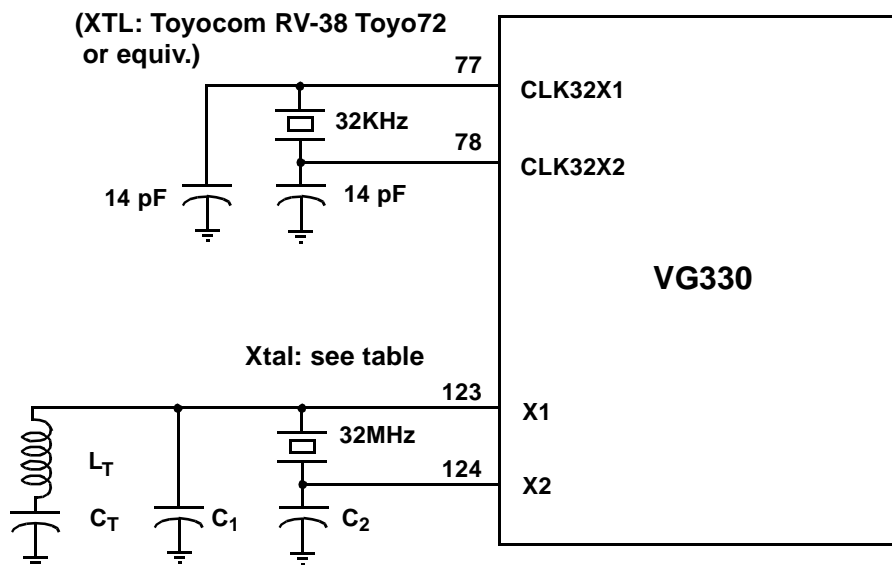 (XTL: Toyocom RV-38 Toyo72
or equiv.)
77
CLK32X1
32KHz
78
CLK32X2
14 pF
14 pF
VG330
Xtal: see table
123
X1
32MHz
124
X2
LT
CT
C1
C2